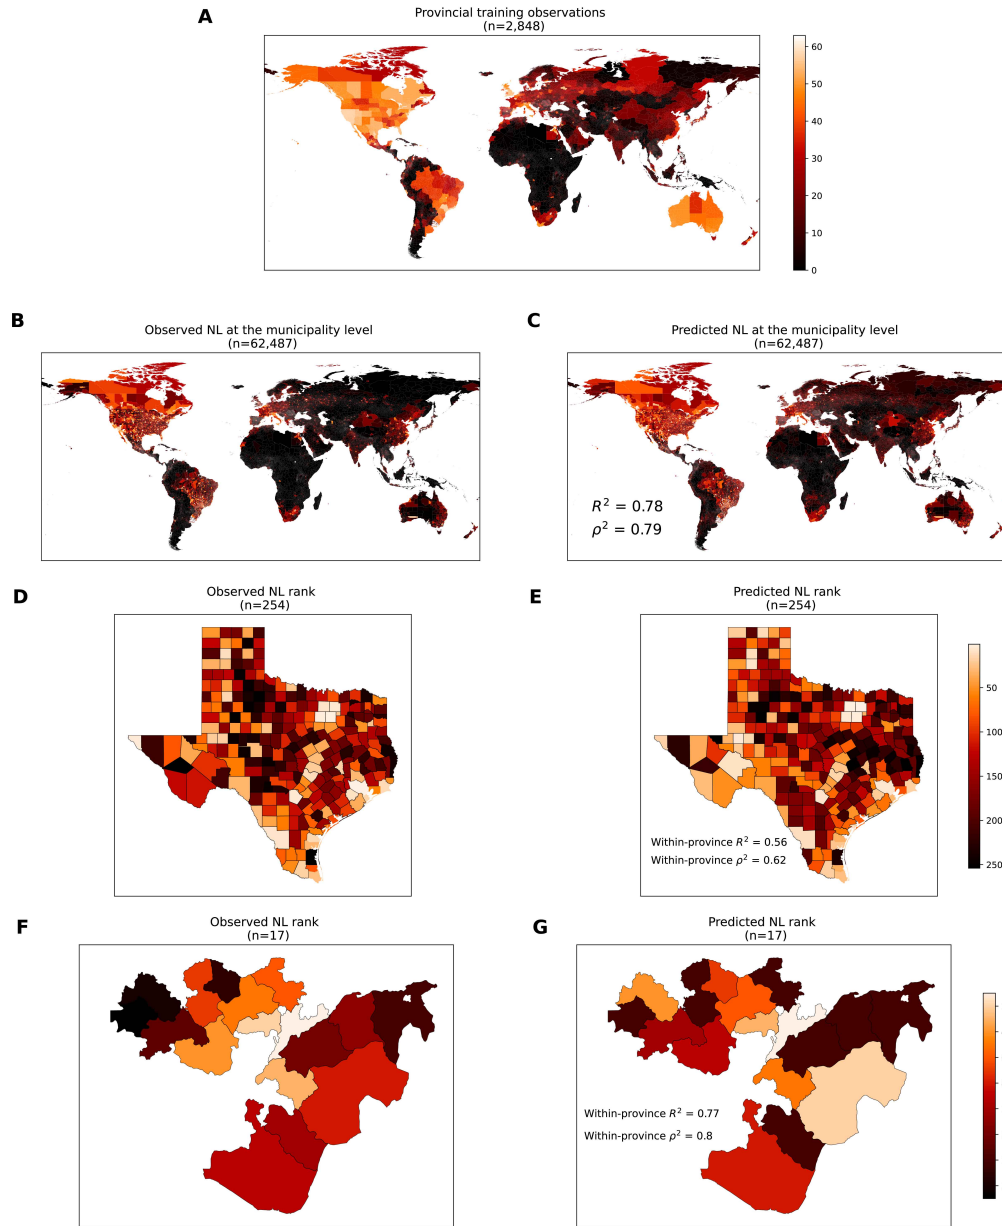 A
Provincial training observations
(n=2,848)
60
50
40
30
20
10
0
B
Observed NL at the municipality level
(n=62,487)
C
Predicted NL at the municipality level
(n=62,487)
R² = 0.78
ρ² = 0.79
D
Observed NL rank
(n=254)
E
Predicted NL rank
(n=254)
50
100
150
200
250
Within-province R² = 0.56
Within-province ρ² = 0.62
F
Observed NL rank
(n=17)
G
Predicted NL rank
(n=17)
Within-province R² = 0.77
Within-province ρ² = 0.8